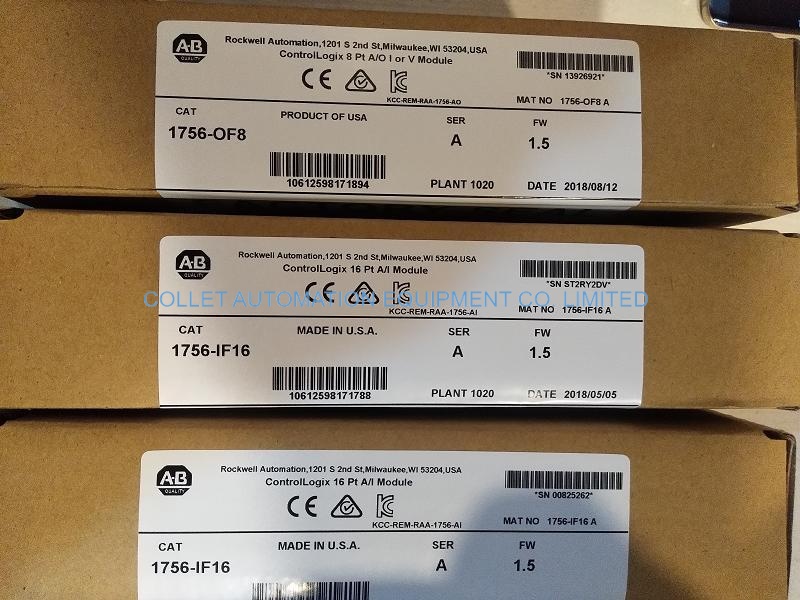 A-B
QUALITY
Rockwell Automation,1201 S 2nd St,Milwaukee,WI 53204,USA
ControlLogix 8 Pt A/O I or V Module
CE
KCC-REM-RAA-1756-AO
*SN 13926921*
MAT NO 1756-OF8 A
CAT
1756-OF8
PRODUCT OF USA
SER
A
FW
1.5
10612598171894
PLANT 1020
DATE 2018/08/12
A-B
QUALITY
Rockwell Automation,1201 S 2nd St,Milwaukee,WI 53204,USA
ControlLogix 16 Pt A/I Module
CE
KCC-REM-RAA-1756-AI
*SN ST2RY2DV*
MAT NO 1756-IF16 A
COLLET AUTOMATION EQUIPMENT CO. LIMITED
CAT
1756-IF16
MADE IN U.S.A.
SER
A
FW
1.5
10612598171788
PLANT 1020
DATE 2018/05/05
A-B
QUALITY
Rockwell Automation,1201 S 2nd St,Milwaukee,WI 53204,USA
ControlLogix 16 Pt A/I Module
CE
KCC-REM-RAA-1756-AI
*SN 00825262*
MAT NO 1756-IF16 A
CAT
1756-IF16
MADE IN U.S.A.
SER
A
FW
1.5